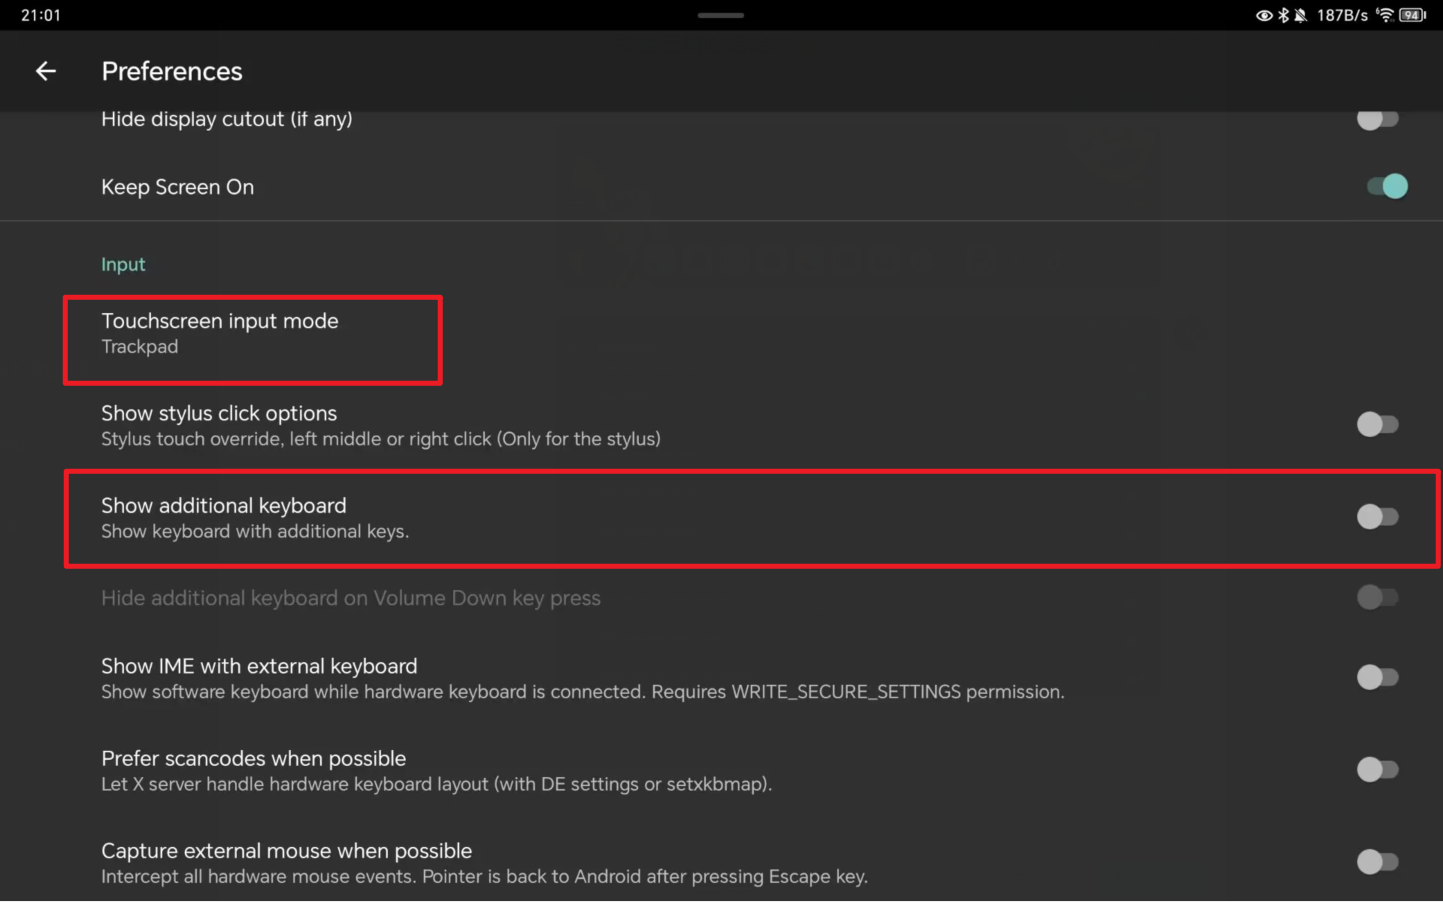 21:01
187B/s 6 94
Preferences
Hide display cutout (if any)
Keep Screen On
Input
Touchscreen input mode
Trackpad
Show stylus click options
Stylus touch override, left middle or right click (Only for the stylus)
Show additional keyboard
Show keyboard with additional keys.
Hide additional keyboard on Volume Down key press
Show IME with external keyboard
Show software keyboard while hardware keyboard is connected. Requires WRITE_SECURE_SETTINGS permission.
Prefer scancodes when possible
Let X server handle hardware keyboard layout (with DE settings or setxkbmap).
Capture external mouse when possible
Intercept all hardware mouse events. Pointer is back to Android after pressing Escape key.